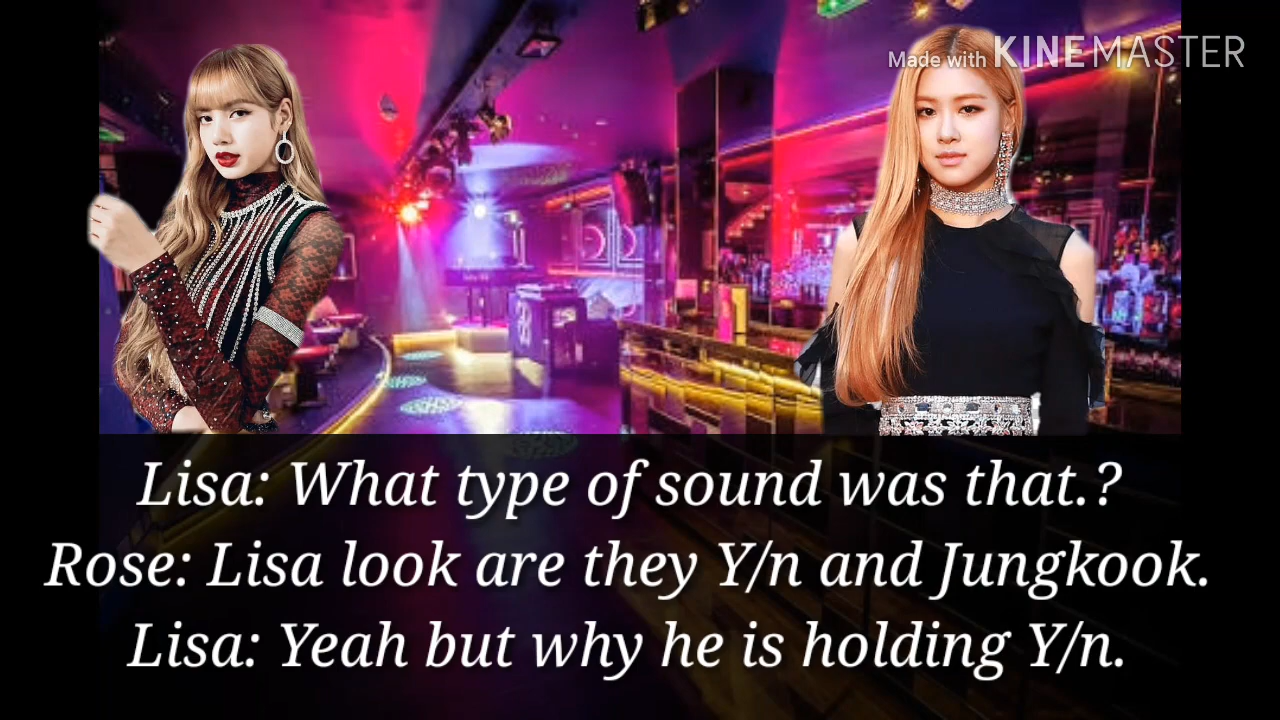 Made with KINEMASTER
Lisa: What type of sound was that.?
Rose: Lisa look are they Y/n and Jungkook.
Lisa: Yeah but why he is holding Y/n.